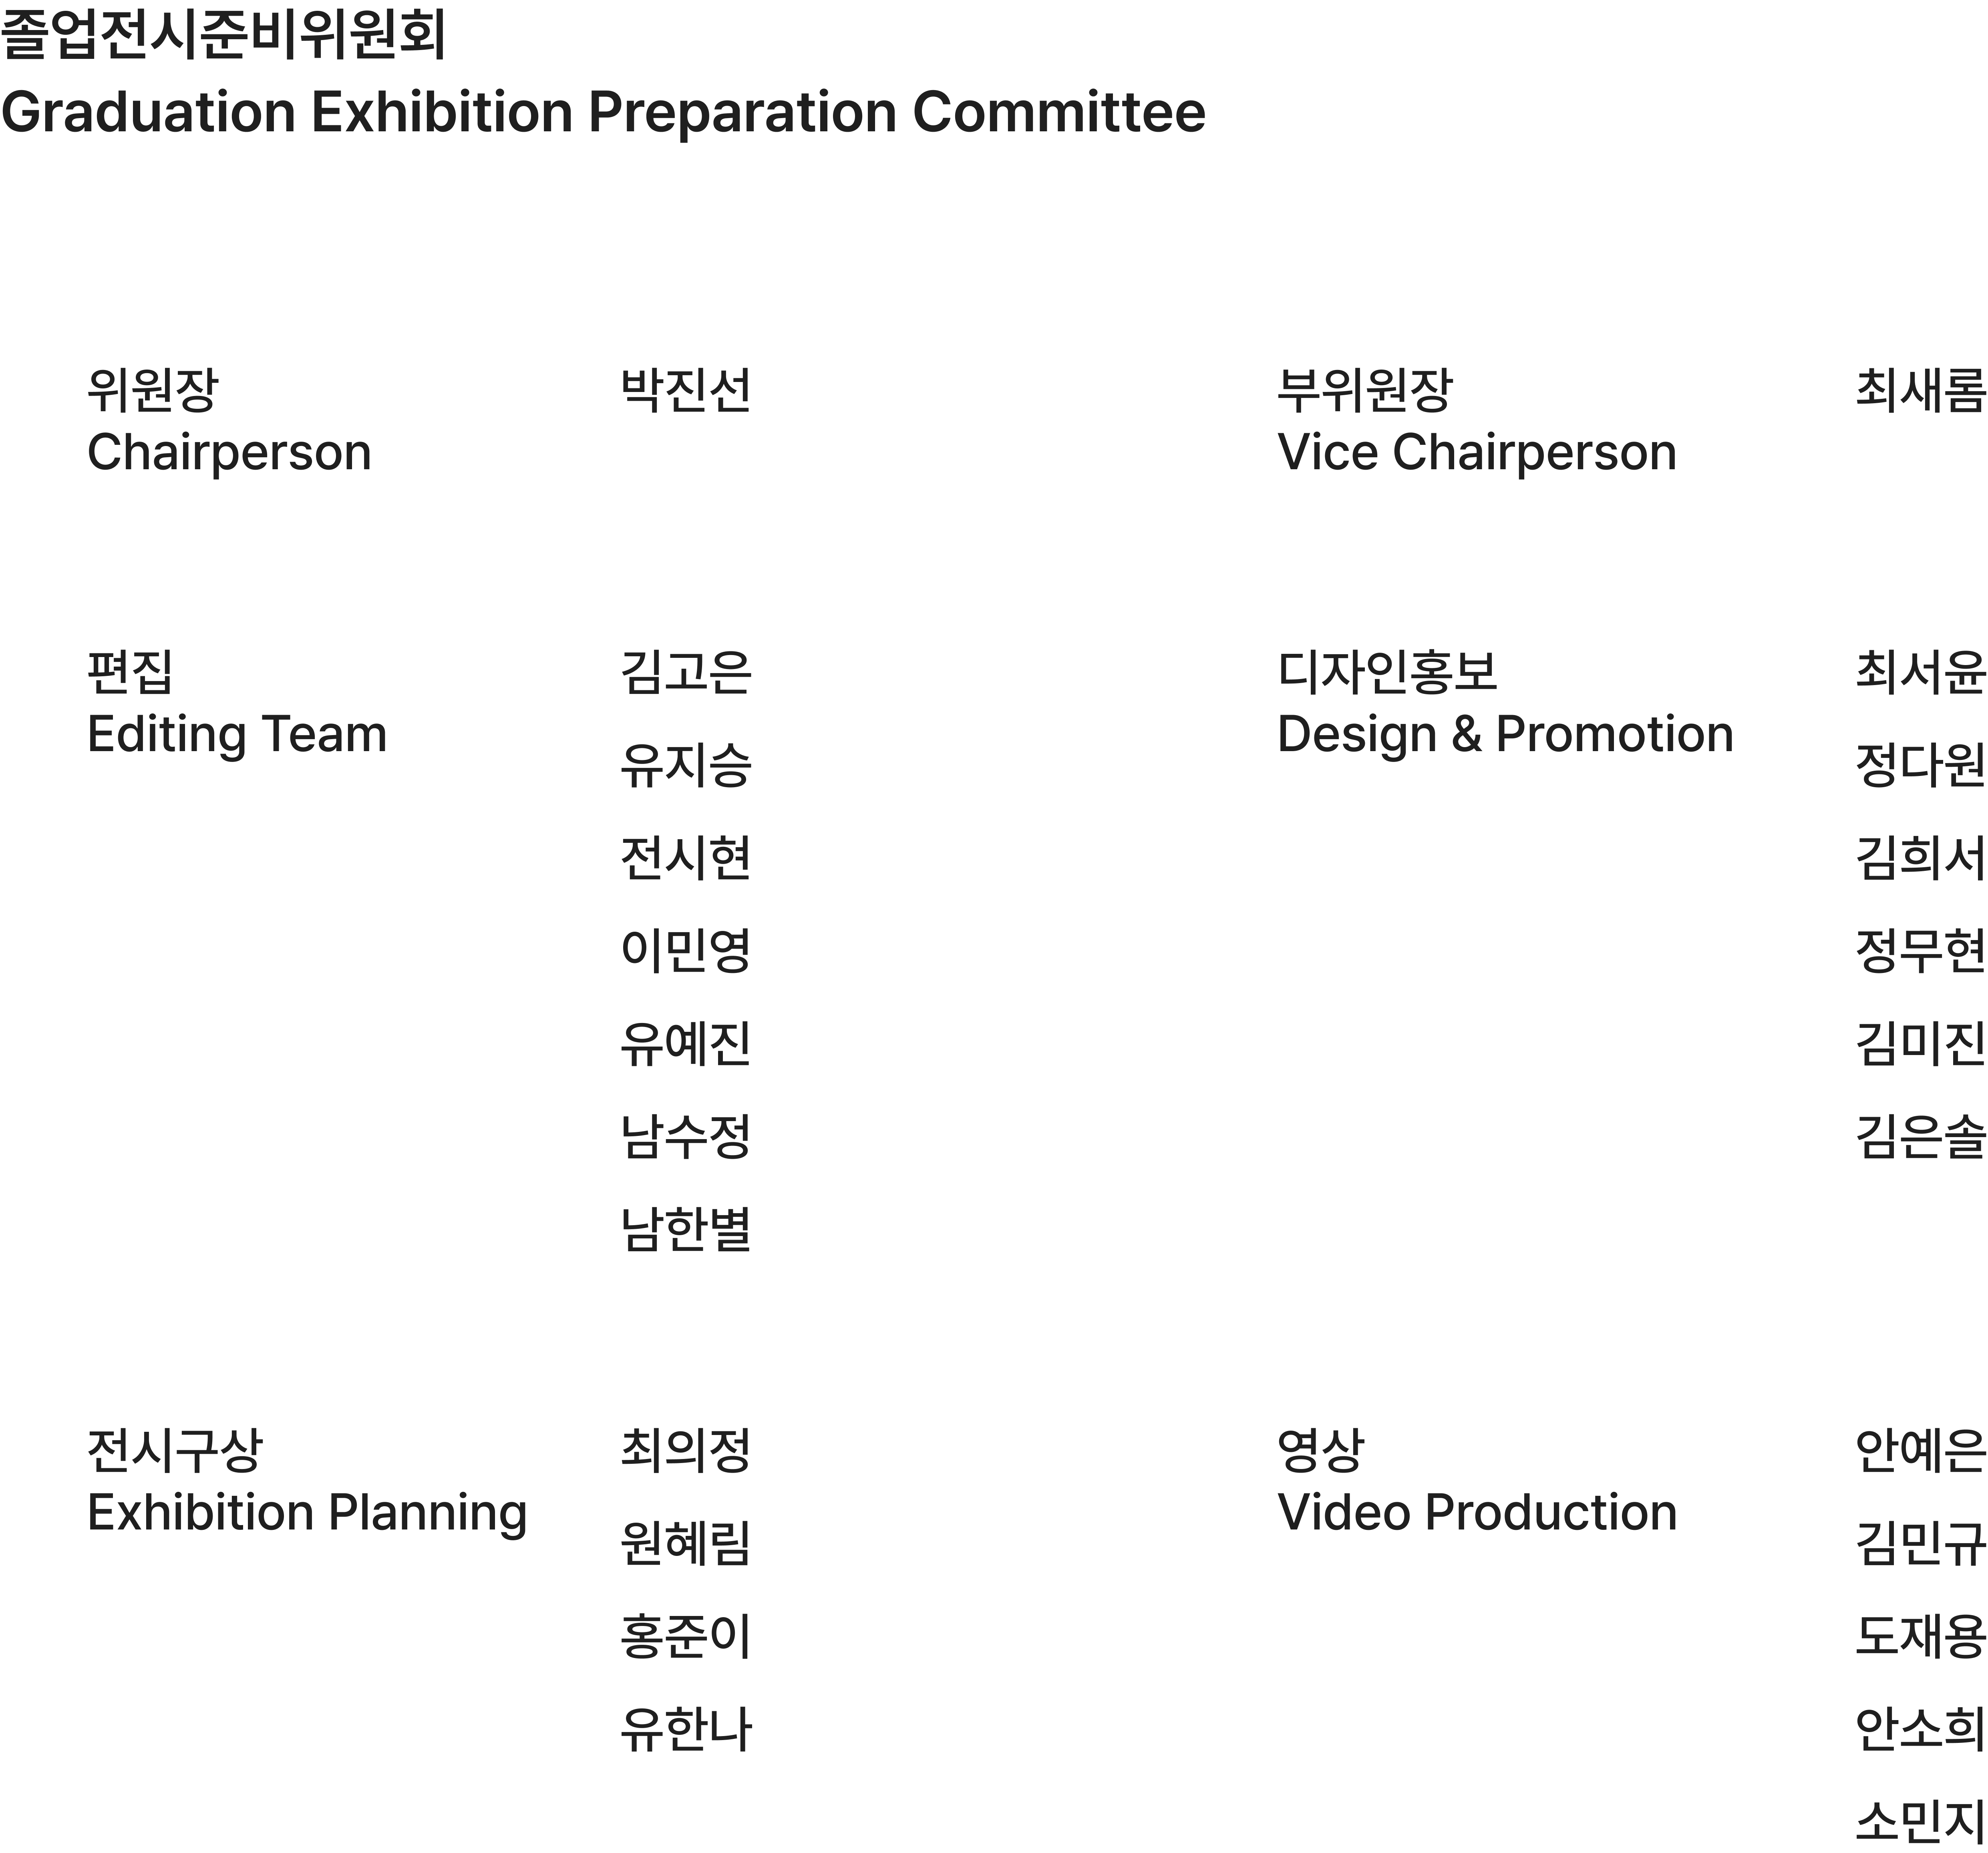 졸업전시준비위원회
Graduation Exhibition Preparation Committee
위원장
Chairperson
박진선
부위원장
Vice Chairperson
최새롬
편집
Editing Team
김고은
유지승
전시현
이민영
유예진
남수정
남한별
디자인홍보
Design & Promotion
최서윤
정다원
김희서
정무현
김미진
김은솔
전시구상
Exhibition Planning
최의정
원혜림
홍준이
유한나
영상
Video Production
안예은
김민규
도재용
안소희
소민지